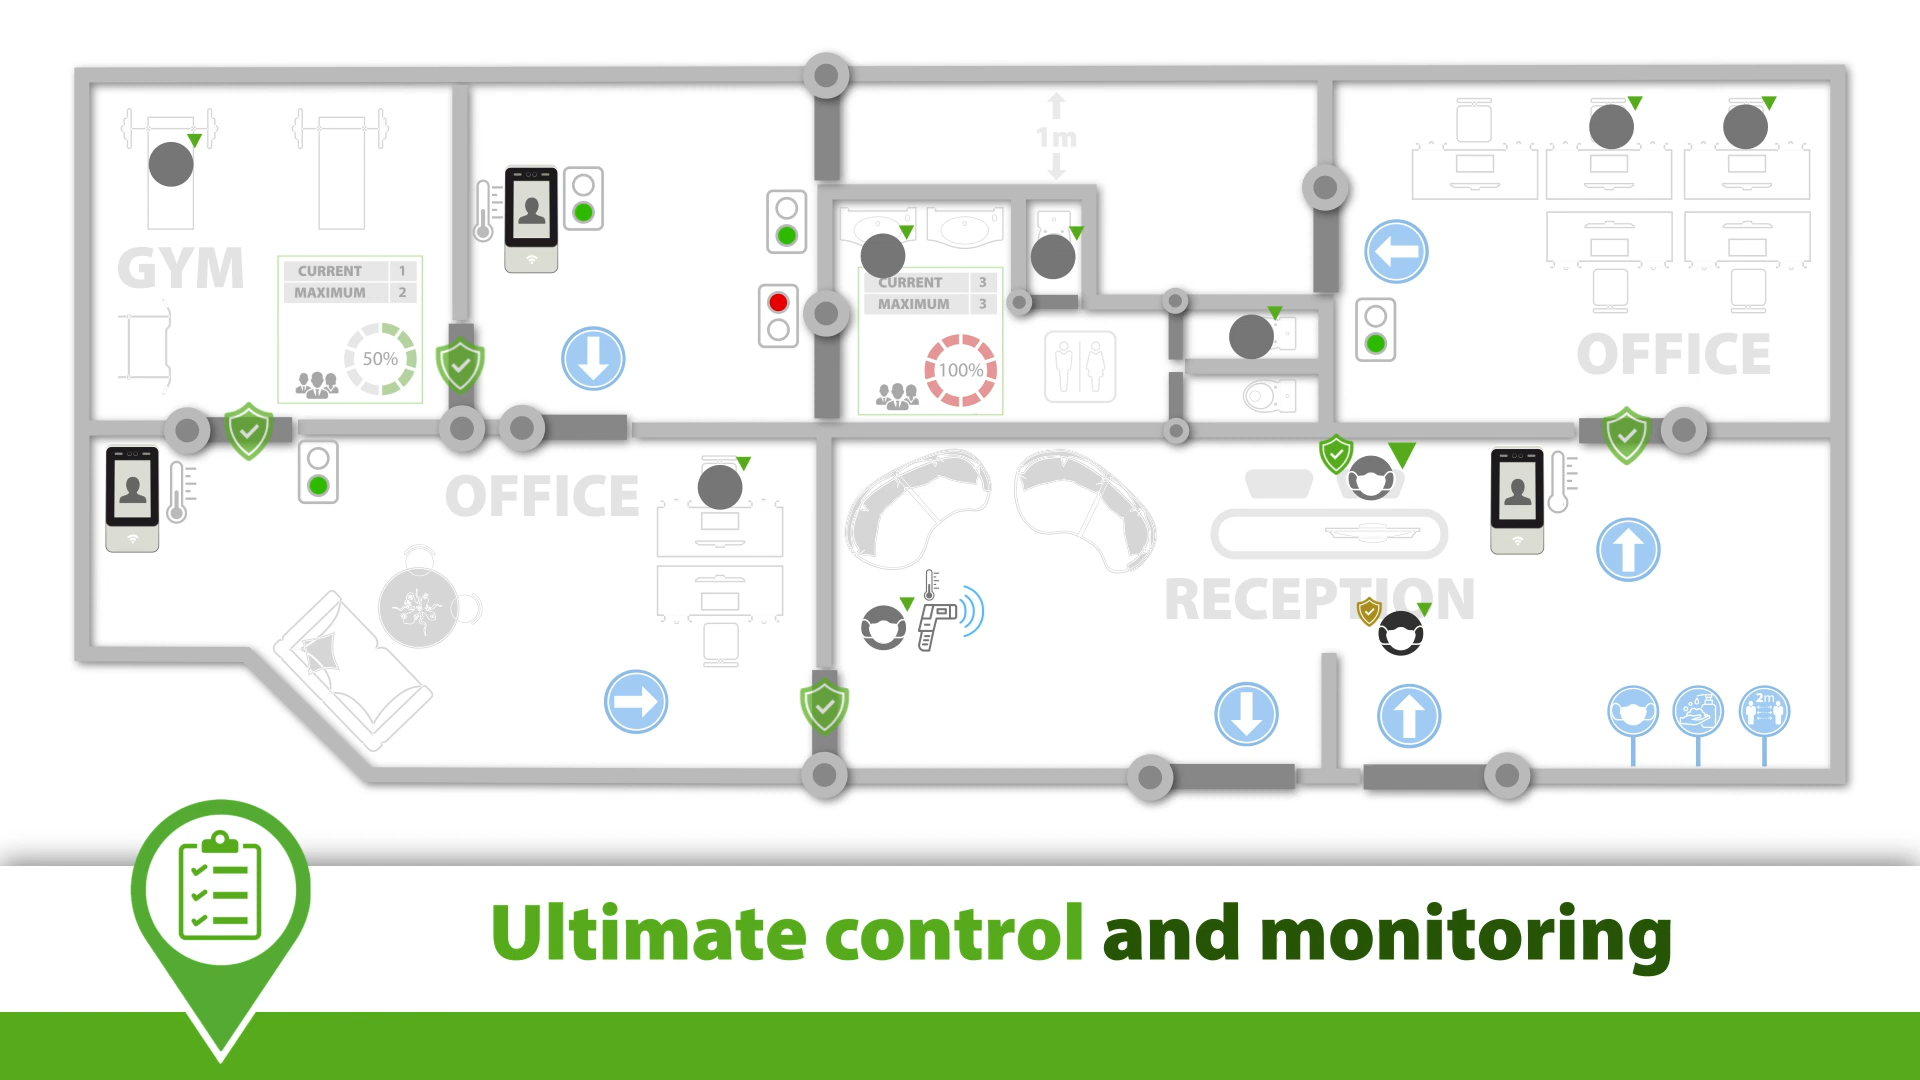 1m
GYM
CURRENT 1
MAXIMUM 2
50%
CURRENT 3
MAXIMUM 3
100%
OFFICE
OFFICE
RECEPTION
2m
Ultimate control and monitoring